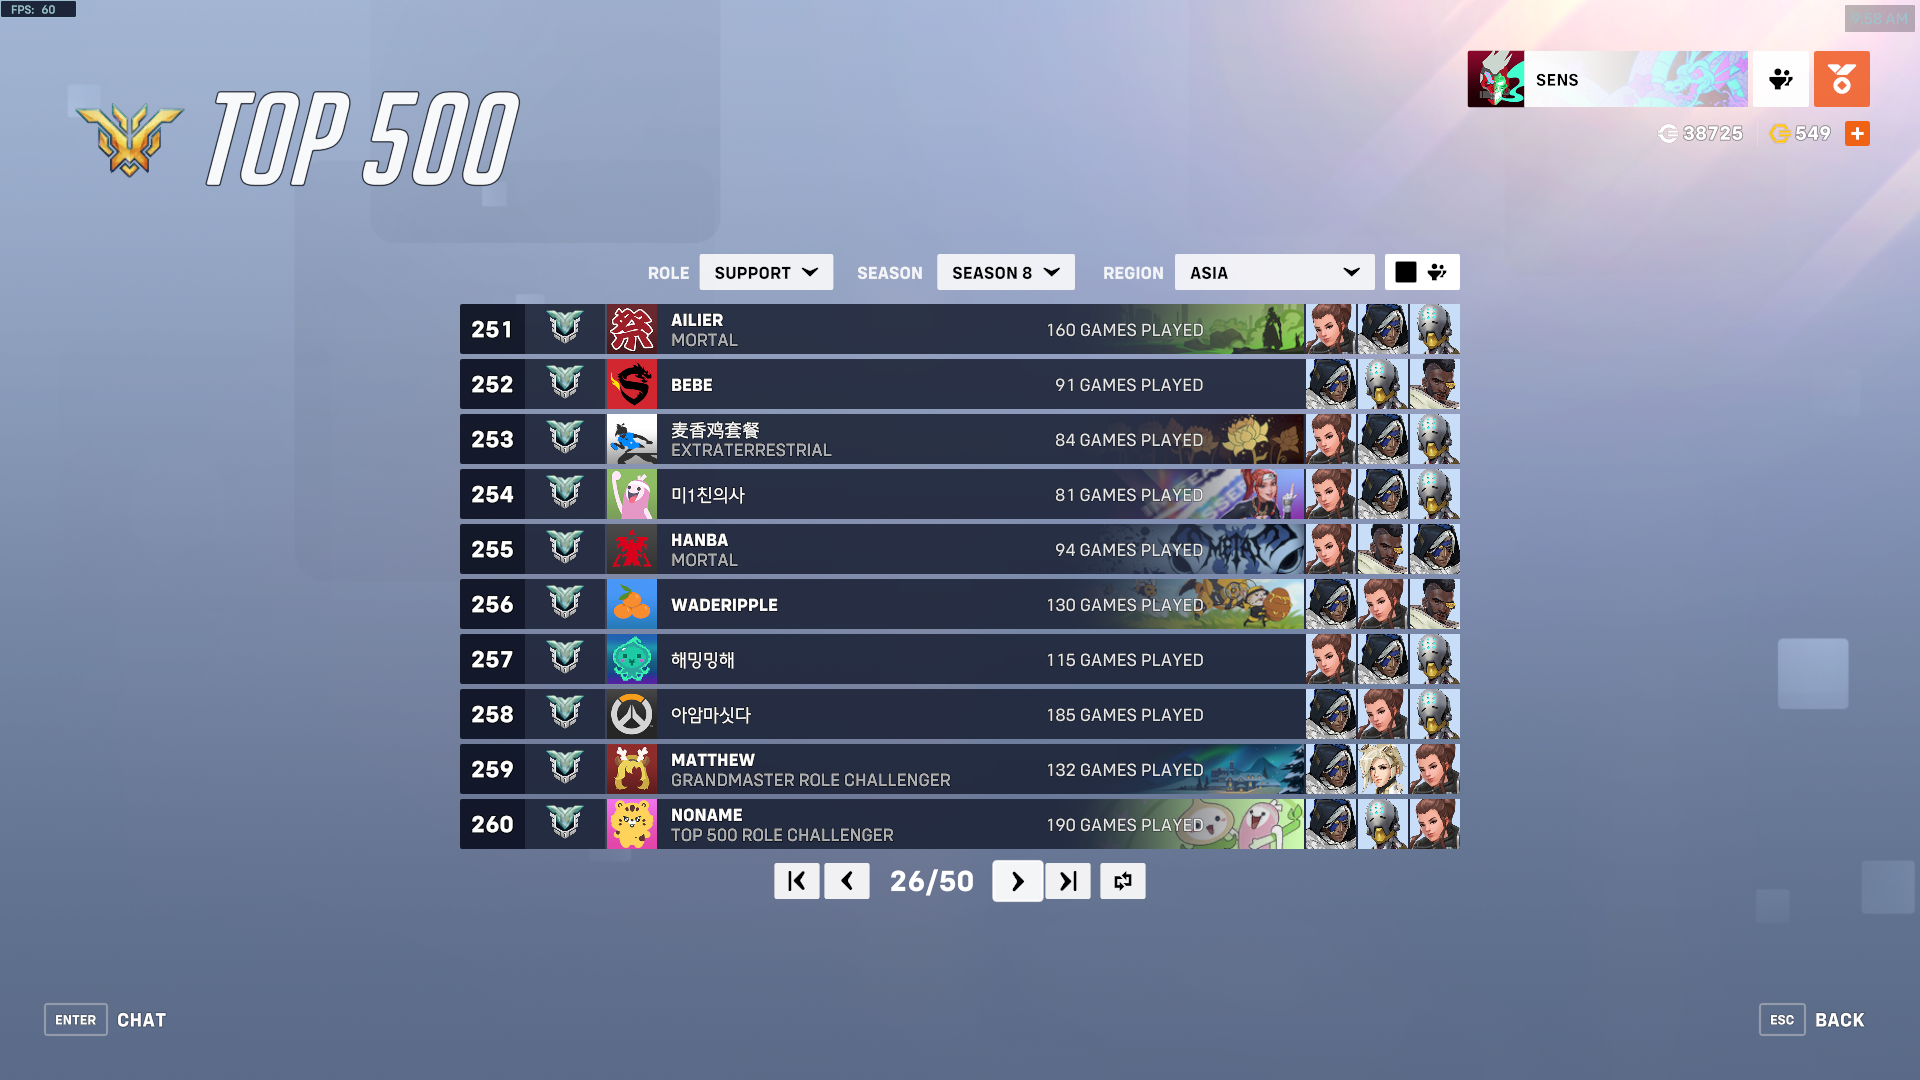 FPS: 60
9:58 AM
TOP 500
SENS
38725
549
ROLE SUPPORT SEASON SEASON 8 REGION ASIA
251 AILIER 160 GAMES PLAYED
MORTAL
252 BEBE 91 GAMES PLAYED
253 麦香鸡套餐 84 GAMES PLAYED
EXTRATERRESTRIAL
254 미1친의사 81 GAMES PLAYED
255 HANBA 94 GAMES PLAYED
MORTAL
256 WADERIPPLE 130 GAMES PLAYED
257 해밍밍해 115 GAMES PLAYED
258 아암마싯다 185 GAMES PLAYED
259 MATTHEW 132 GAMES PLAYED
GRANDMASTER ROLE CHALLENGER
260 NONAME 190 GAMES PLAYED
TOP 500 ROLE CHALLENGER
26/50
ENTER CHAT
ESC BACK